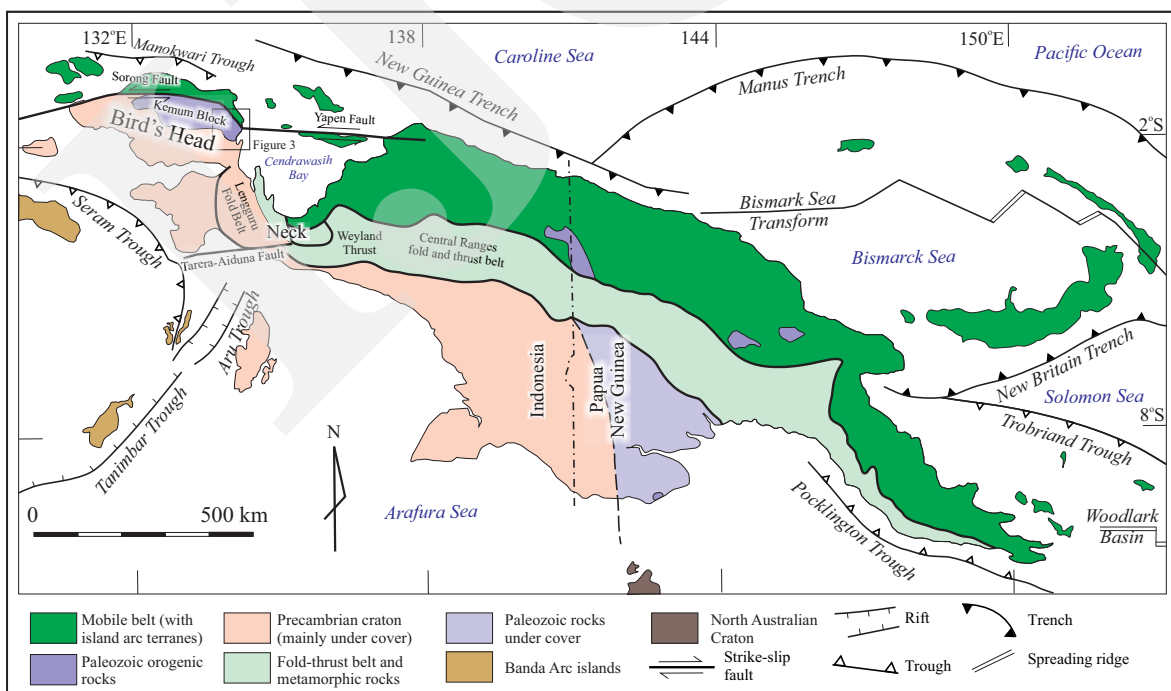 132°E
138
144
150°E
Manokwari Trough
Caroline Sea
Pacific Ocean
Sorong Fault
New Guinea Trench
Manus Trench
Kemum Block
Yapen Fault
Bird's Head
2°S
Figure 3
Cendrawasih
Bay
Lengguru
Fold Belt
Seram Trough
Bismark Sea
Transform
Neck
Weyland
Thrust
Central Ranges
fold and thrust belt
Tarera-Aiduna Fault
Bismarck Sea
Aru Trough
Indonesia
Papua
New Guinea
New Britain Trench
Solomon Sea
8°S
Trobriand Trough
Tanimbar Trough
N
Pocklington Trough
0
500 km
Arafura Sea
Woodlark
Basin
Mobile belt (with
island arc terranes)
Precambrian craton
(mainly under cover)
Paleozoic rocks
under cover
North Australian
Craton
Rift
Trench
Paleozoic orogenic
rocks
Fold-thrust belt and
metamorphic rocks
Banda Arc islands
Strike-slip
fault
Trough
Spreading ridge